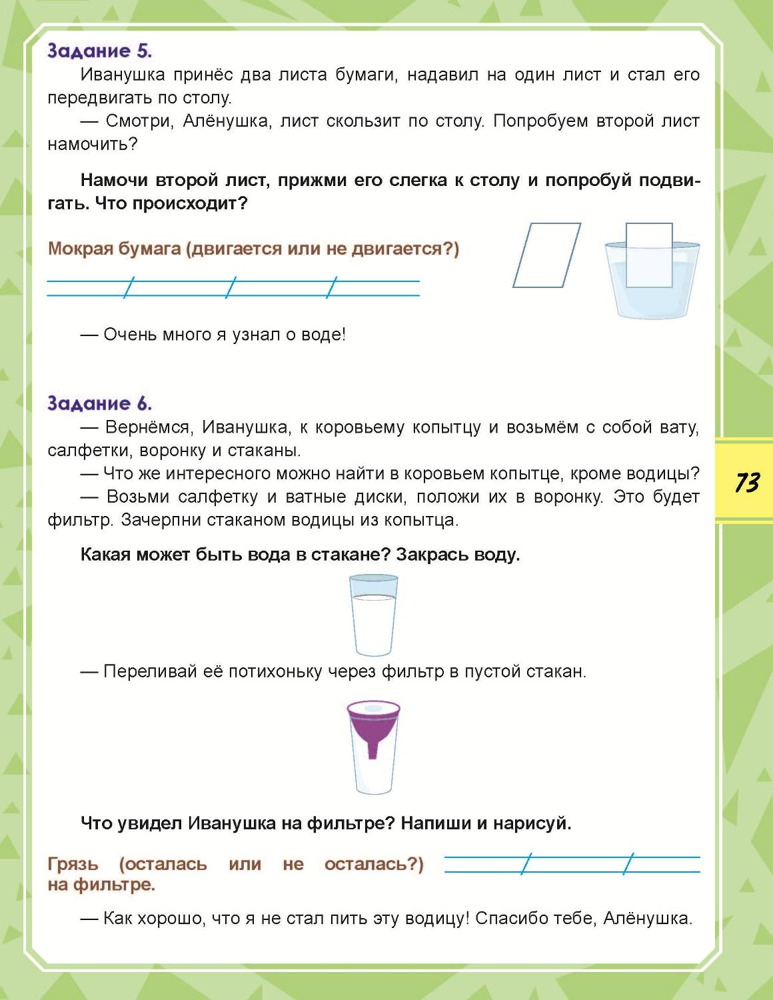 Задание 5.
Иванушка принёс два листа бумаги, надавил на один лист и стал его
передвигать по столу.
— Смотри, Алёнушка, лист скользит по столу. Попробуем второй лист
намочить?
Намочи второй лист, прижми его слегка к столу и попробуй подви-
гать. Что происходит?
Мокрая бумага (двигается или не двигается?)
— Очень много я узнал о воде!
Задание 6.
— Вернёмся, Иванушка, к коровьему копытцу и возьмём с собой вату,
салфетки, воронку и стаканы.
— Что же интересного можно найти в коровьем копытце, кроме водицы?
— Возьми салфетку и ватные диски, положи их в воронку. Это будет
фильтр. Зачерпни стаканом водицы из копытца.
73
Какая может быть вода в стакане? Закрась воду.
— Переливай её потихоньку через фильтр в пустой стакан.
Что увидел Иванушка на фильтре? Напиши и нарисуй.
Грязь (осталась или не осталась?)
на фильтре.
— Как хорошо, что я не стал пить эту водицу! Спасибо тебе, Алёнушка.